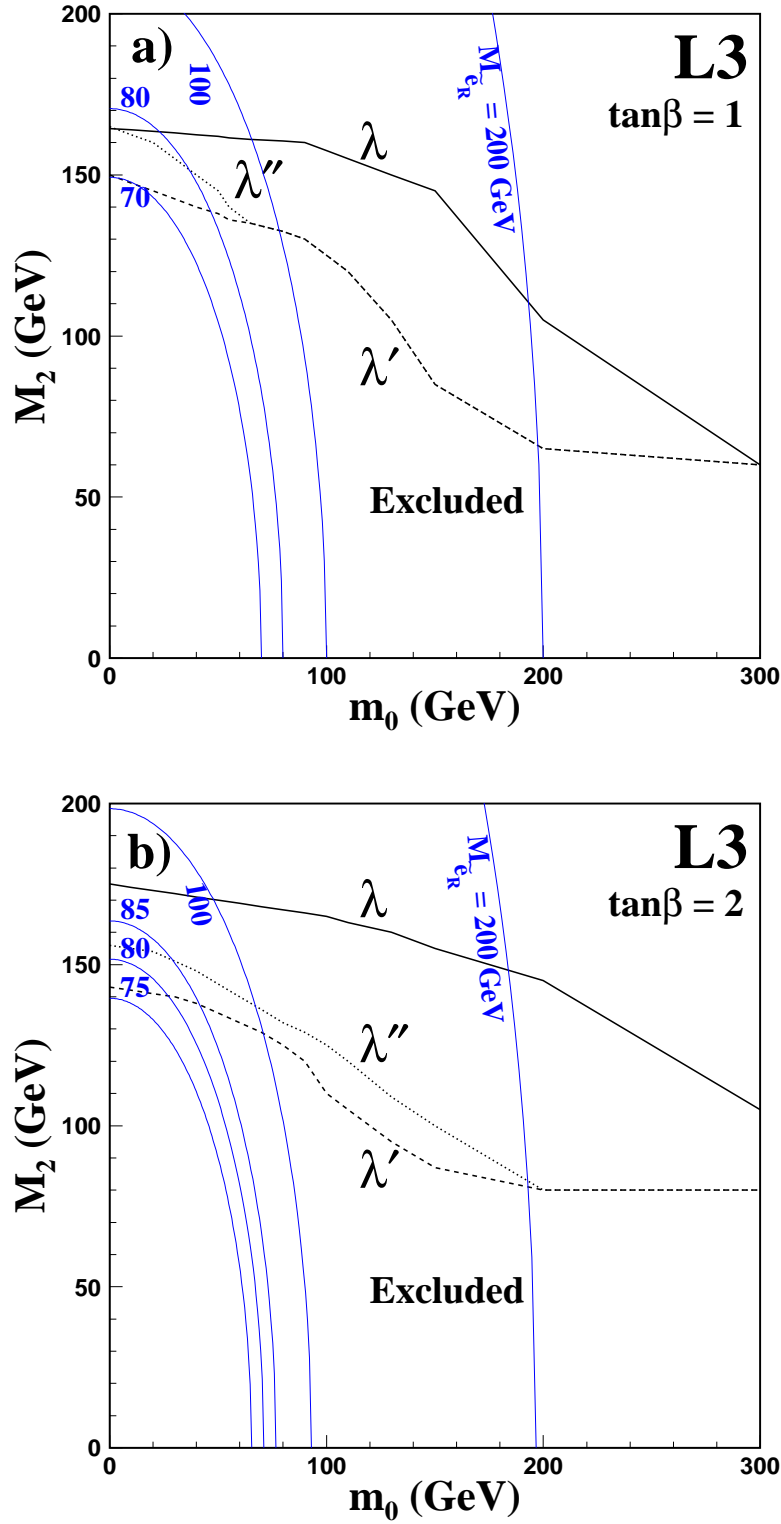 a)
L3
tanβ = 1
M_ẽ_R = 200 GeV
100
80
70
λ
λ″
λ′
Excluded
200
150
100
50
0
M₂ (GeV)
0
100
200
300
m₀ (GeV)
b)
L3
tanβ = 2
M_ẽ_R = 200 GeV
100
85
80
75
λ
λ″
λ′
Excluded
200
150
100
50
0
M₂ (GeV)
0
100
200
300
m₀ (GeV)